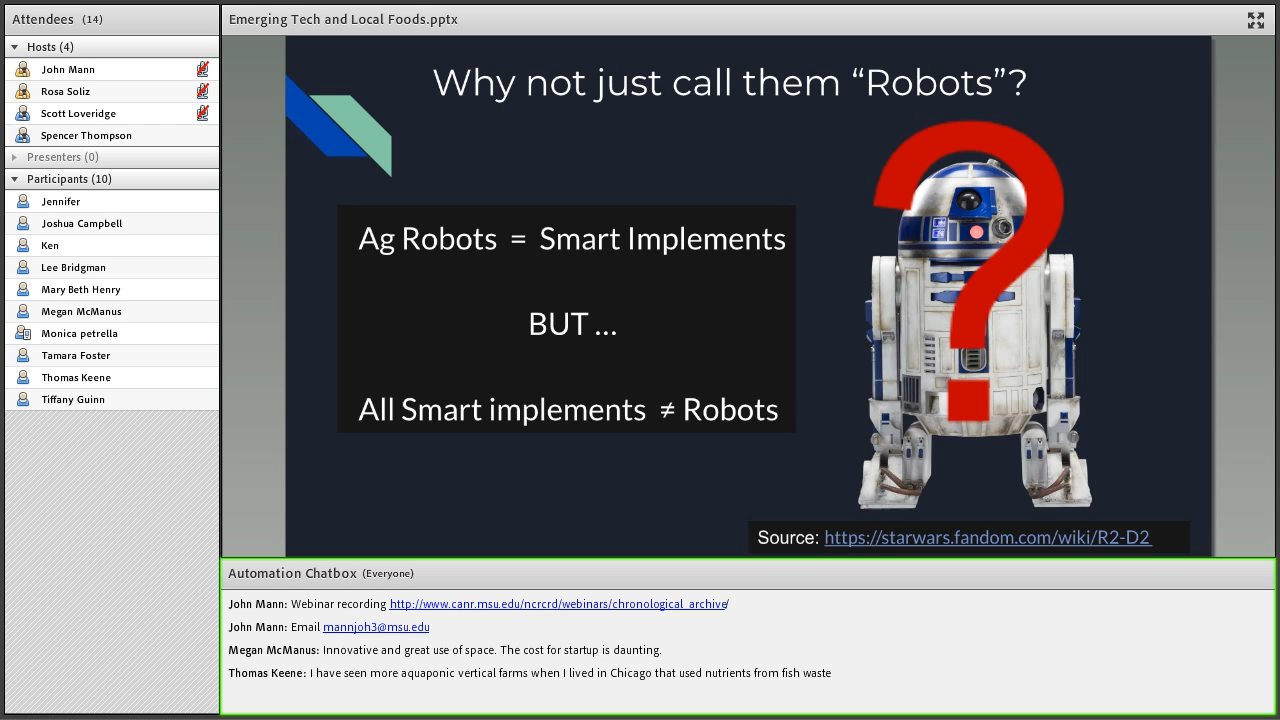 Attendees (14)
Hosts (4)
John Mann
Rosa Soliz
Scott Loveridge
Spencer Thompson
Presenters (0)
Participants (10)
Jennifer
Joshua Campbell
Ken
Lee Bridgman
Mary Beth Henry
Megan McManus
Monica petrella
Tamara Foster
Thomas Keene
Tiffany Guinn
Emerging Tech and Local Foods.pptx
Why not just call them “Robots”?
Ag Robots = Smart Implements
BUT ...
All Smart implements ≠ Robots
?
Source: https://starwars.fandom.com/wiki/R2-D2
Automation Chatbox (Everyone)
John Mann: Webinar recording http://www.canr.msu.edu/ncrcrd/webinars/chronological_archive/
John Mann: Email mannjoh3@msu.edu
Megan McManus: Innovative and great use of space. The cost for startup is daunting.
Thomas Keene: I have seen more aquaponic vertical farms when I lived in Chicago that used nutrients from fish waste